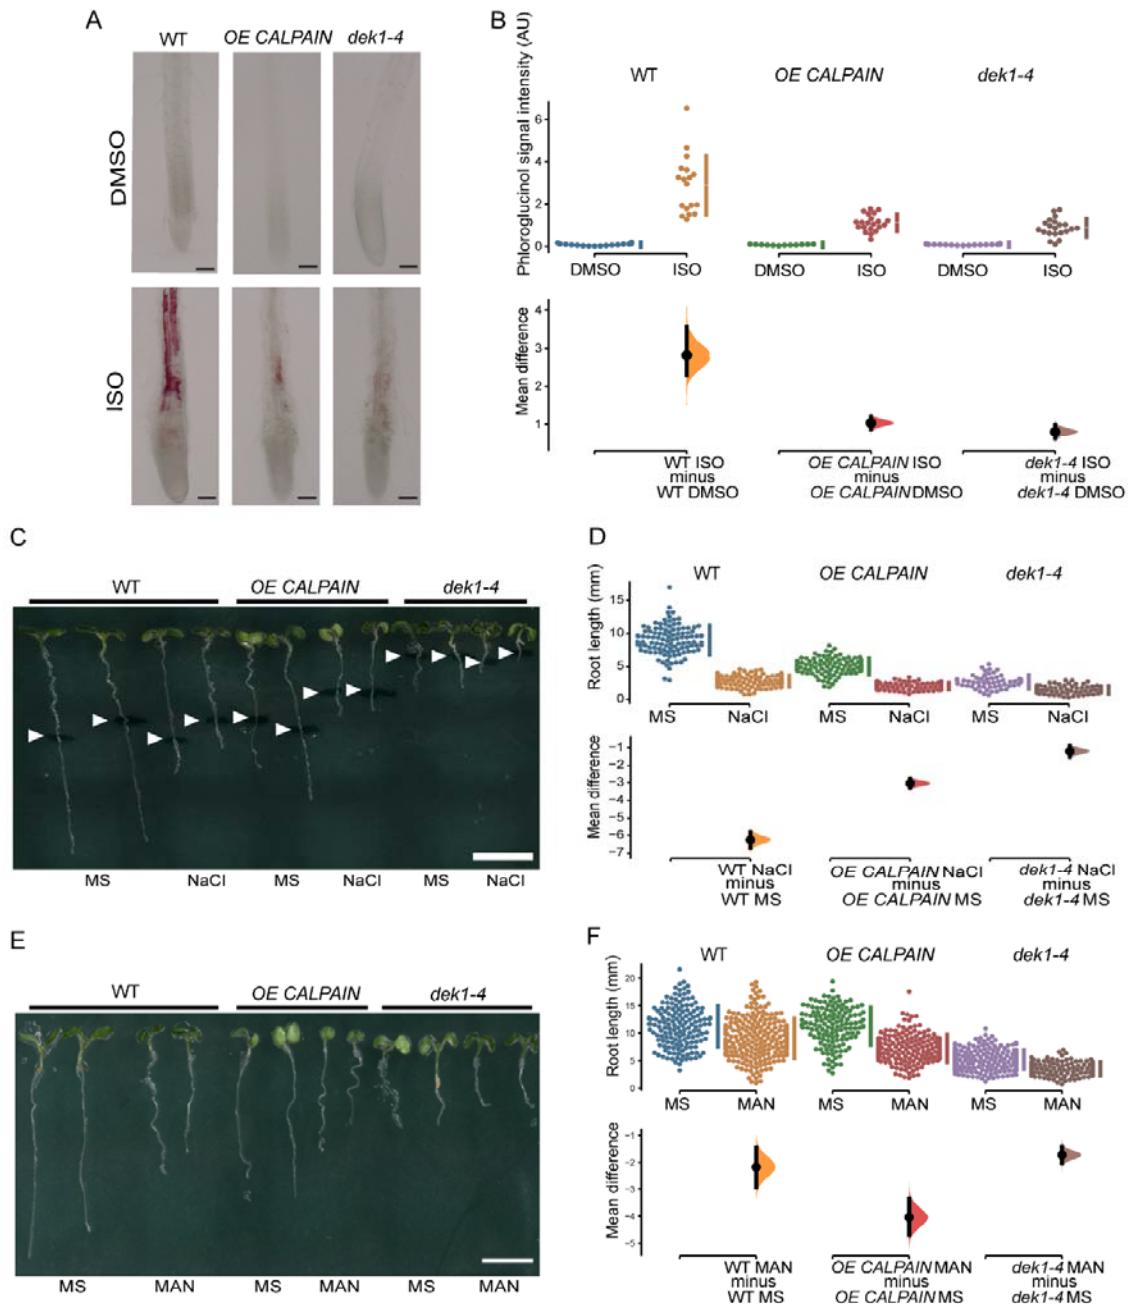 A
WT
OE CALPAIN
dek1-4
DMSO
ISO
B
Phloroglucinol signal intensity (AU)
WT
OE CALPAIN
dek1-4
6
4
2
0
DMSO
ISO
DMSO
ISO
DMSO
ISO
Mean difference
4
3
2
1
WT ISO
minus
WT DMSO
OE CALPAIN ISO
minus
OE CALPAIN DMSO
dek1-4 ISO
minus
dek1-4 DMSO
C
WT
OE CALPAIN
dek1-4
MS
NaCl
MS
NaCl
MS
NaCl
D
Root length (mm)
WT
OE CALPAIN
dek1-4
15
10
5
0
MS
NaCl
MS
NaCl
MS
NaCl
Mean difference
-1
-2
-3
-4
-5
-6
-7
WT NaCl
minus
WT MS
OE CALPAIN NaCl
minus
OE CALPAIN MS
dek1-4 NaCl
minus
dek1-4 MS
E
WT
OE CALPAIN
dek1-4
MS
MAN
MS
MAN
MS
MAN
F
Root length (mm)
WT
OE CALPAIN
dek1-4
20
15
10
5
0
MS
MAN
MS
MAN
MS
MAN
Mean difference
-1
-2
-3
-4
-5
WT MAN
minus
WT MS
OE CALPAIN MAN
minus
OE CALPAIN MS
dek1-4 MAN
minus
dek1-4 MS